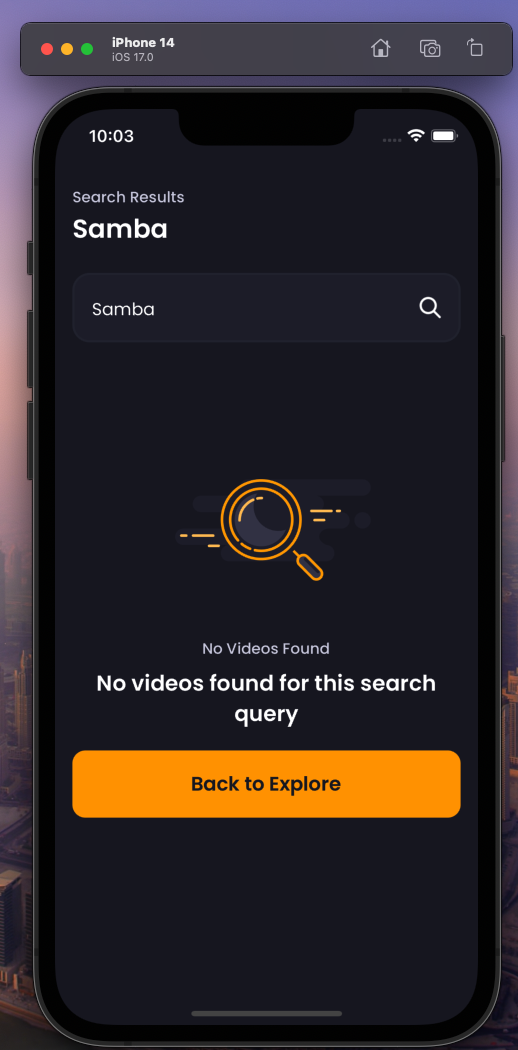 iPhone 14
iOS 17.0
10:03
Search Results
Samba
Samba
No Videos Found
No videos found for this search
query
Back to Explore